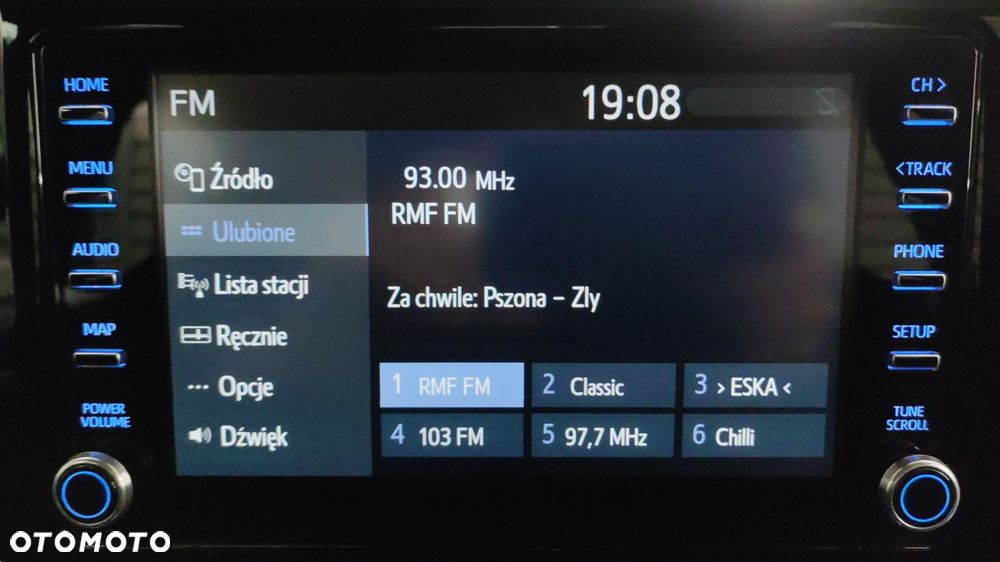 HOME
MENU
AUDIO
MAP
POWER
VOLUME
FM
19:08
Źródło
Ulubione
Lista stacji
Ręcznie
Opcje
Dźwięk
93.00 MHz
RMF FM
Za chwile: Pszona – Zly
1 RMF FM
2 Classic
3 > ESKA <
4 103 FM
5 97,7 MHz
6 Chilli
CH >
<TRACK
PHONE
SETUP
TUNE
SCROLL
OTOMOTO